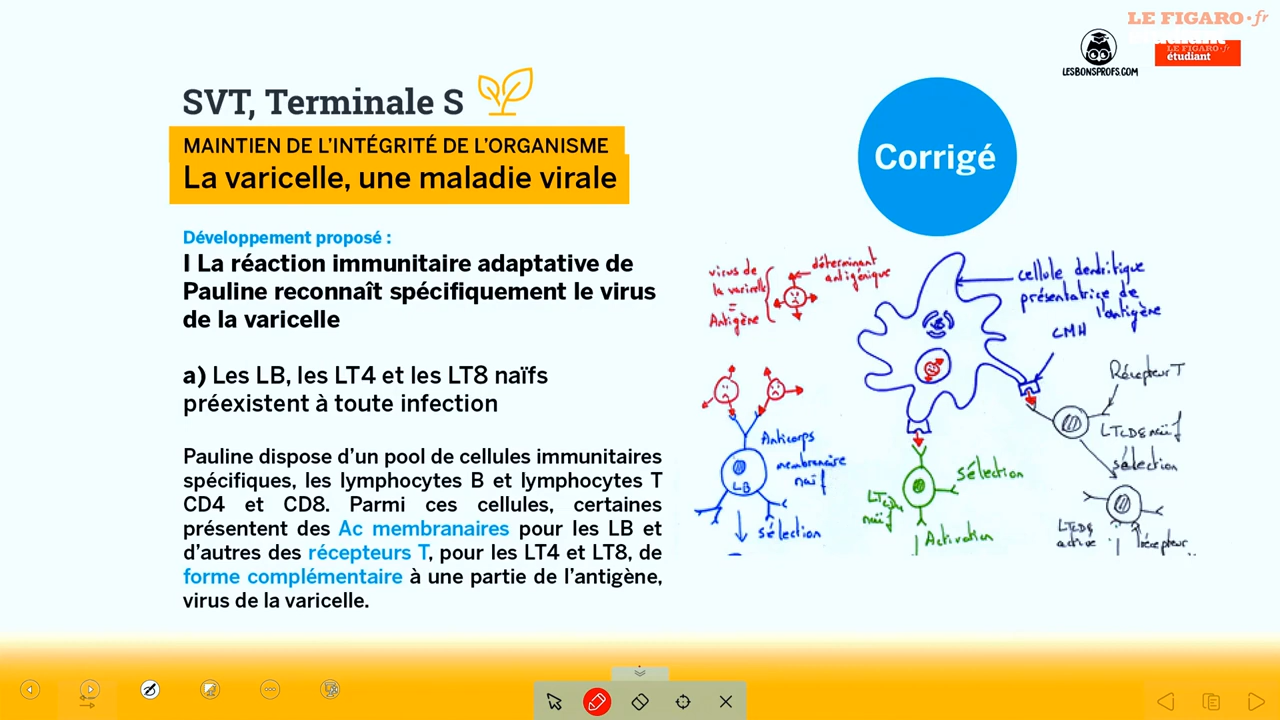 LE FIGARO·fr
LESBONSPROFS.COM
LE FIGARO·fr
étudiant
SVT, Terminale S
MAINTIEN DE L'INTÉGRITÉ DE L'ORGANISME
La varicelle, une maladie virale
Corrigé
Développement proposé :
I La réaction immunitaire adaptative de
Pauline reconnaît spécifiquement le virus
de la varicelle
a) Les LB, les LT4 et les LT8 naïfs
préexistent à toute infection
Pauline dispose d'un pool de cellules immunitaires
spécifiques, les lymphocytes B et lymphocytes T
CD4 et CD8. Parmi ces cellules, certaines
présentent des Ac membranaires pour les LB et
d'autres des récepteurs T, pour les LT4 et LT8, de
forme complémentaire à une partie de l'antigène,
virus de la varicelle.
virus de
la varicelle
=
Antigène
déterminant
antigénique
cellule dendritique
présentatrice de
l'antigène
CMH
Récepteur T
LTCD8 naïf
sélection
Anticorps
membranaire
naïf
LB
sélection
sélection
naïf
Activation
LTCD8
active
récepteur